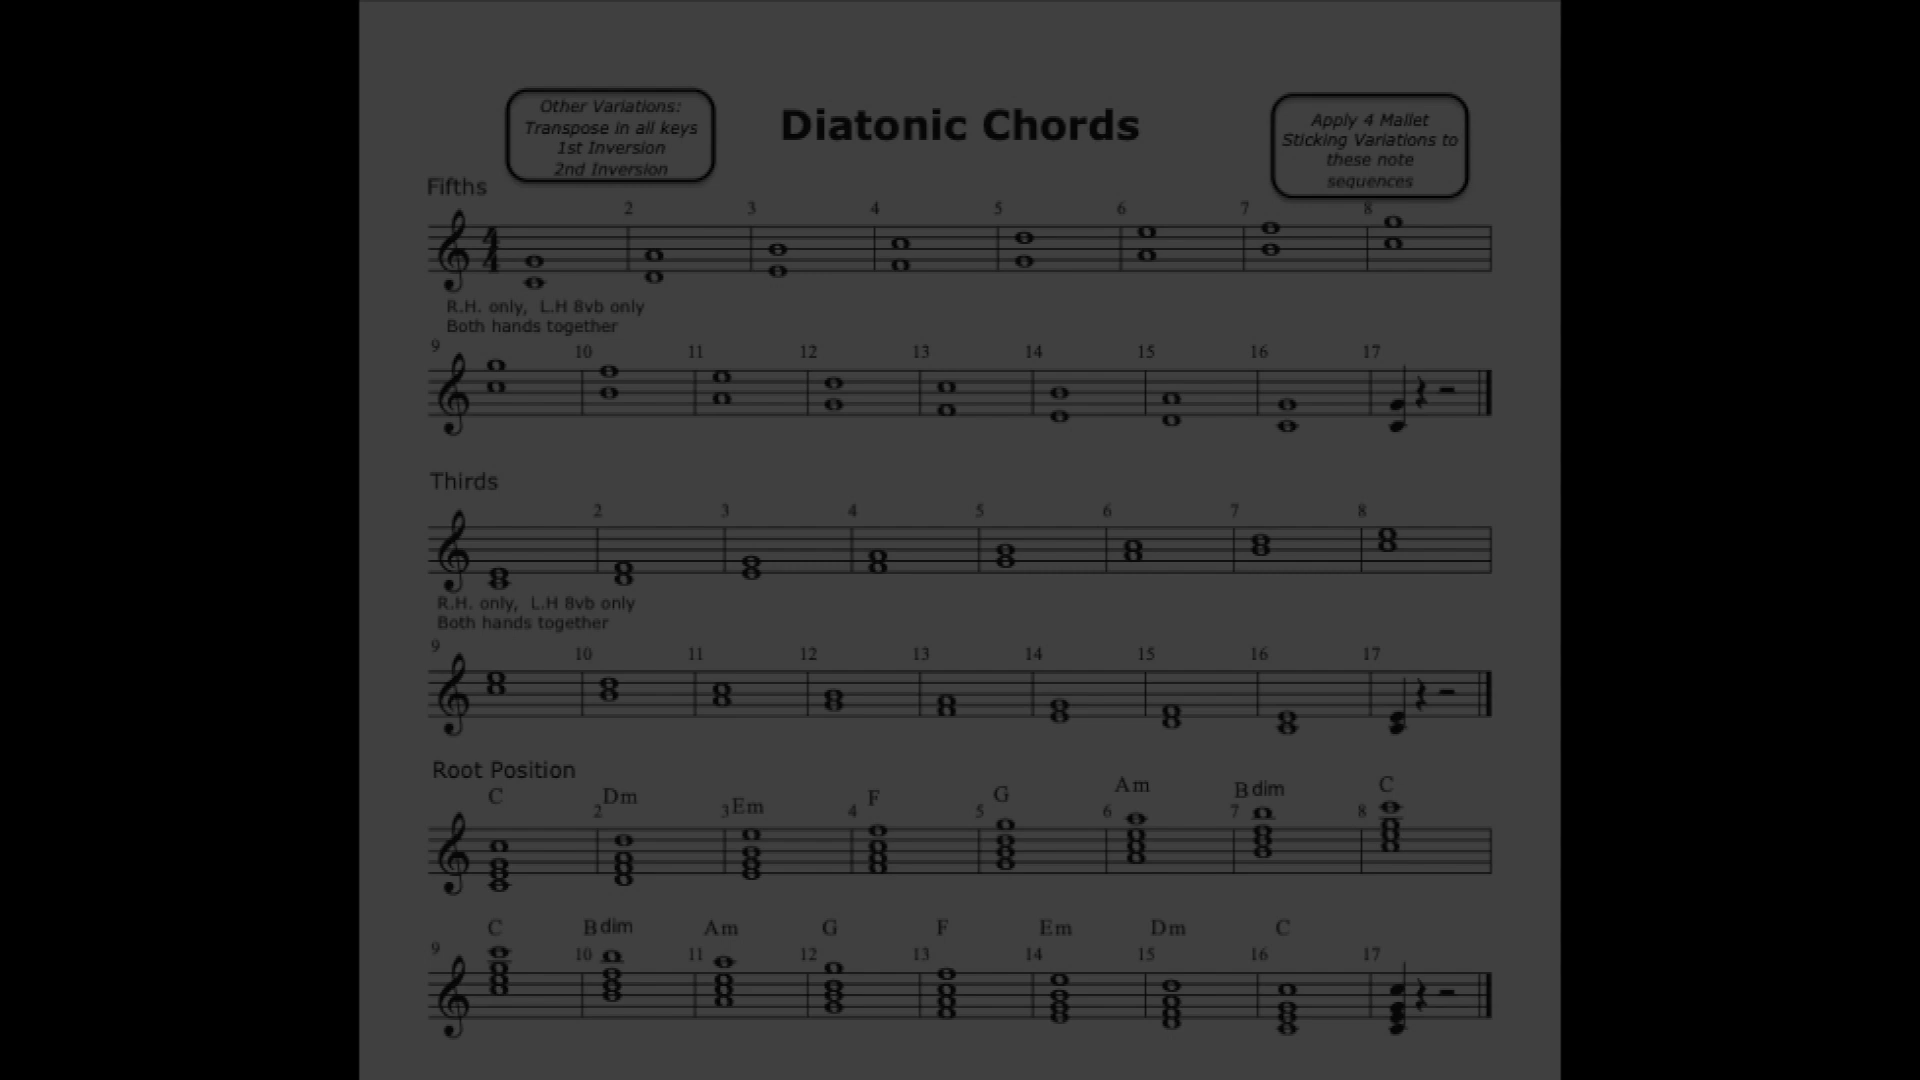 Other Variations:
Transpose in all keys
1st Inversion
2nd Inversion
Diatonic Chords
Apply 4 Mallet
Sticking Variations to
these note
sequences
Fifths
2 3 4 5 6 7 8
4
4
R.H. only, L.H 8vb only
Both hands together
9 10 11 12 13 14 15 16 17
Thirds
2 3 4 5 6 7 8
R.H. only, L.H 8vb only
Both hands together
9 10 11 12 13 14 15 16 17
Root Position
C Dm Em F G Am Bdim C
2 3 4 5 6 7 8
C Bdim Am G F Em Dm C
9 10 11 12 13 14 15 16 17